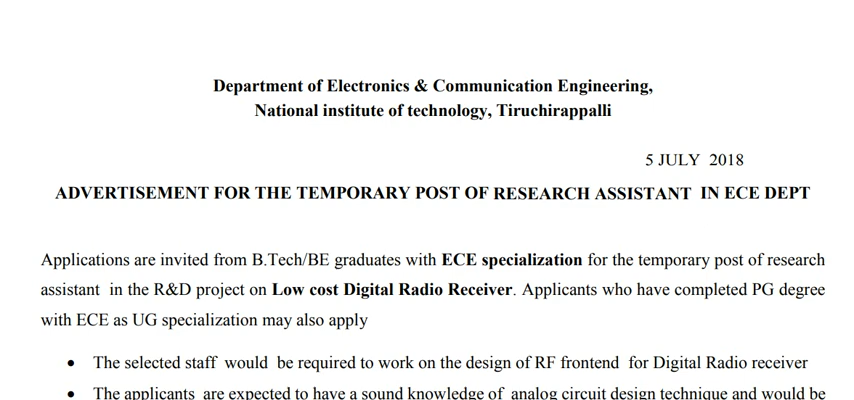 Department of Electronics & Communication Engineering,
National institute of technology, Tiruchirappalli
5 JULY 2018
ADVERTISEMENT FOR THE TEMPORARY POST OF RESEARCH ASSISTANT IN ECE DEPT
Applications are invited from B.Tech/BE graduates with ECE specialization for the temporary post of research
assistant in the R&D project on Low cost Digital Radio Receiver. Applicants who have completed PG degree
with ECE as UG specialization may also apply
• The selected staff would be required to work on the design of RF frontend for Digital Radio receiver
• The applicants are expected to have a sound knowledge of analog circuit design technique and would be